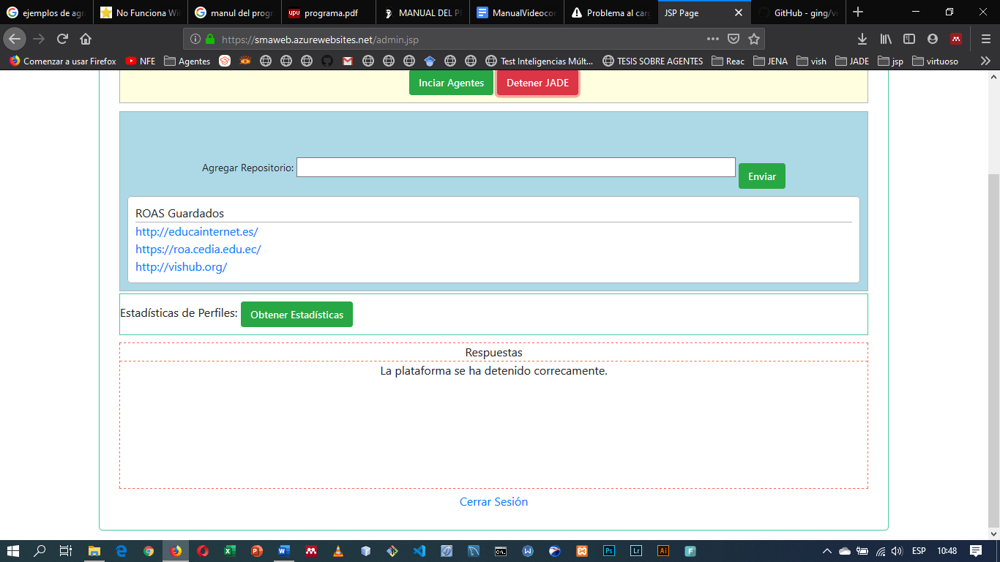 ejemplos de agr
No Funciona Wi
manul del progr
programa.pdf
MANUAL DEL P
ManualVideocor
Problema al car
JSP Page
GitHub - ging/vi
https://smaweb.azurewebsites.net/admin.jsp
Comenzar a usar Firefox
NFE
Agentes
Test Inteligencias Múlt...
TESIS SOBRE AGENTES
Reac
JENA
vish
JADE
jsp
virtuoso
Inciar Agentes
Detener JADE
Agregar Repositorio:
Enviar
ROAS Guardados
http://educainternet.es/
https://roa.cedia.edu.ec/
http://vishub.org/
Estadísticas de Perfiles:
Obtener Estadísticas
Respuestas
La plataforma se ha detenido correcamente.
Cerrar Sesión
ESP
10:48